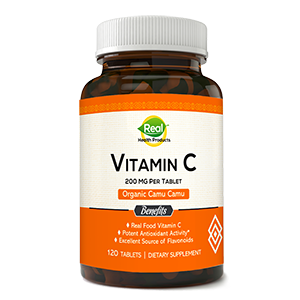 Real
Health Products
VITAMIN C
200 MG PER TABLET
Organic Camu Camu
Benefits
Real Food Vitamin C
Potent Antioxidant Activity*
Excellent Source of Flavonoids
120 TABLETS | DIETARY SUPPLEMENT